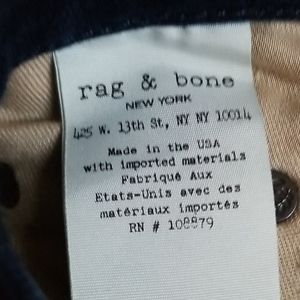 rag & bone
NEW YORK
425 W. 13th St, NY NY 10014
Made in the USA
with imported materials
Fabriqué Aux
Etats-Unis avec des
matériaux importés
RN # 108879